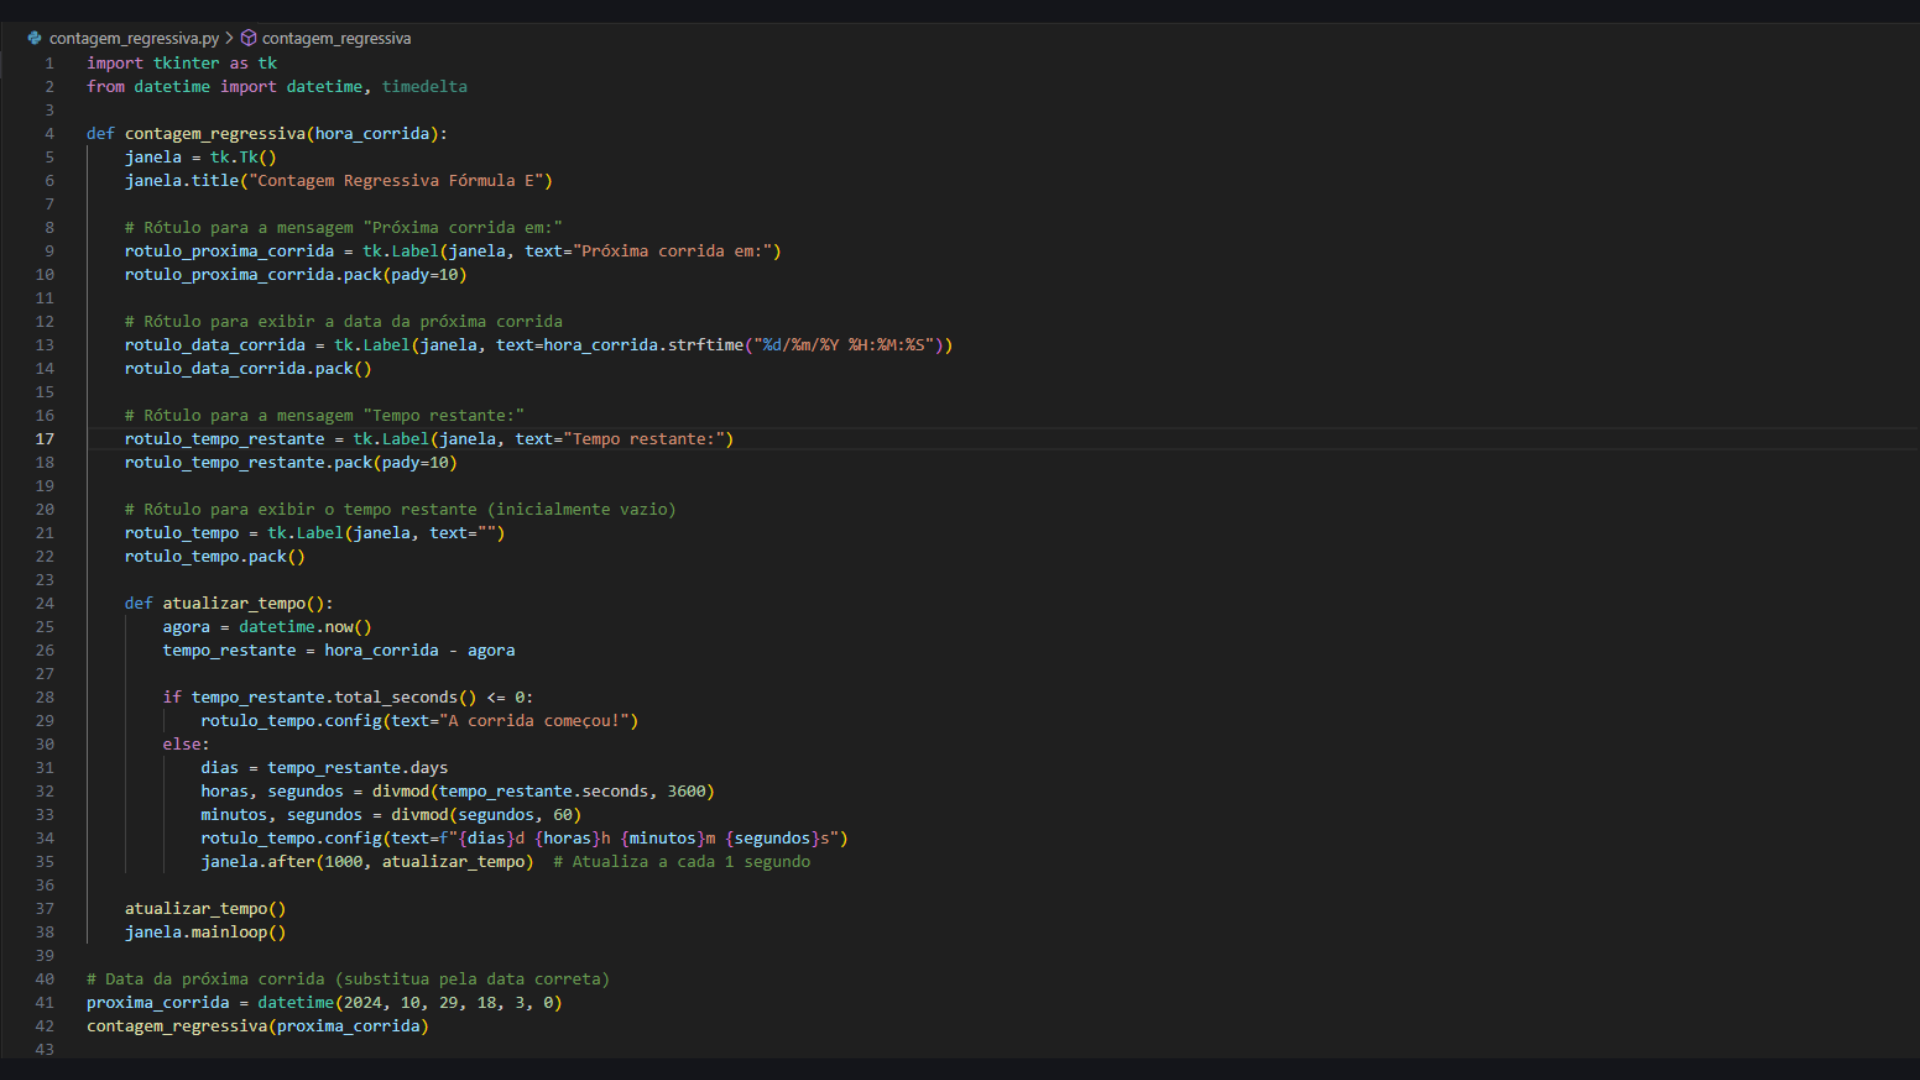 contagem_regressiva.py > contagem_regressiva
1 import tkinter as tk
2 from datetime import datetime, timedelta
3
4 def contagem_regressiva(hora_corrida):
5     janela = tk.Tk()
6     janela.title("Contagem Regressiva Fórmula E")
7
8     # Rótulo para a mensagem "Próxima corrida em:"
9     rotulo_proxima_corrida = tk.Label(janela, text="Próxima corrida em:")
10     rotulo_proxima_corrida.pack(pady=10)
11
12     # Rótulo para exibir a data da próxima corrida
13     rotulo_data_corrida = tk.Label(janela, text=hora_corrida.strftime("%d/%m/%Y %H:%M:%S"))
14     rotulo_data_corrida.pack()
15
16     # Rótulo para a mensagem "Tempo restante:"
17     rotulo_tempo_restante = tk.Label(janela, text="Tempo restante:")
18     rotulo_tempo_restante.pack(pady=10)
19
20     # Rótulo para exibir o tempo restante (inicialmente vazio)
21     rotulo_tempo = tk.Label(janela, text="")
22     rotulo_tempo.pack()
23
24     def atualizar_tempo():
25         agora = datetime.now()
26         tempo_restante = hora_corrida - agora
27
28         if tempo_restante.total_seconds() <= 0:
29             rotulo_tempo.config(text="A corrida começou!")
30         else:
31             dias = tempo_restante.days
32             horas, segundos = divmod(tempo_restante.seconds, 3600)
33             minutos, segundos = divmod(segundos, 60)
34             rotulo_tempo.config(text=f"{dias}d {horas}h {minutos}m {segundos}s")
35             janela.after(1000, atualizar_tempo)  # Atualiza a cada 1 segundo
36
37     atualizar_tempo()
38     janela.mainloop()
39
40 # Data da próxima corrida (substitua pela data correta)
41 proxima_corrida = datetime(2024, 10, 29, 18, 3, 0)
42 contagem_regressiva(proxima_corrida)
43